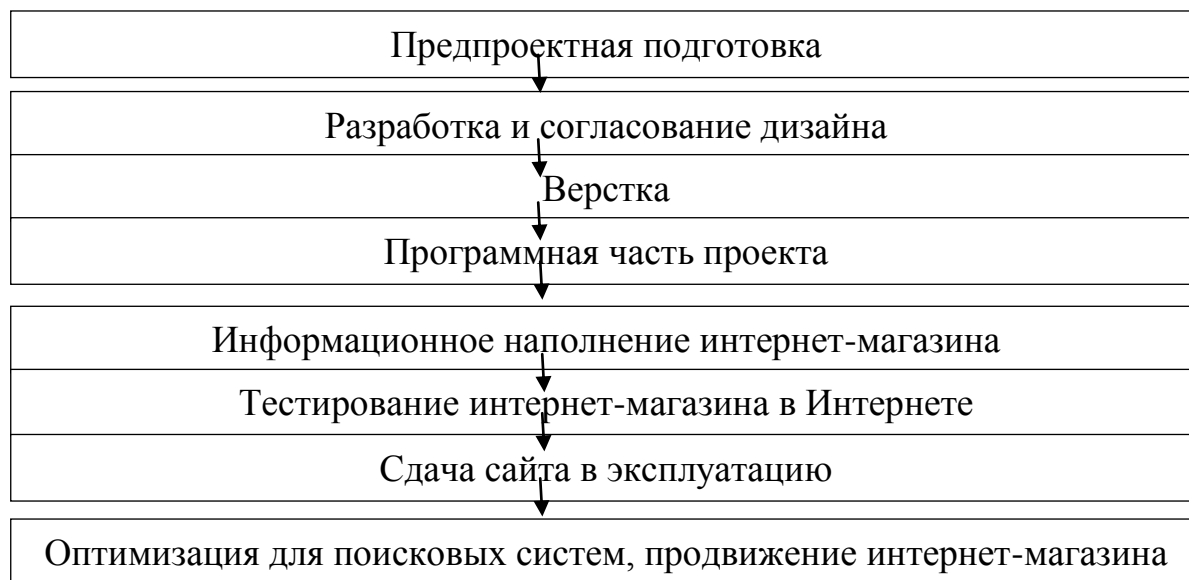 Предпроектная подготовка
Разработка и согласование дизайна
Верстка
Программная часть проекта
Информационное наполнение интернет-магазина
Тестирование интернет-магазина в Интернете
Сдача сайта в эксплуатацию
Оптимизация для поисковых систем, продвижение интернет-магазина